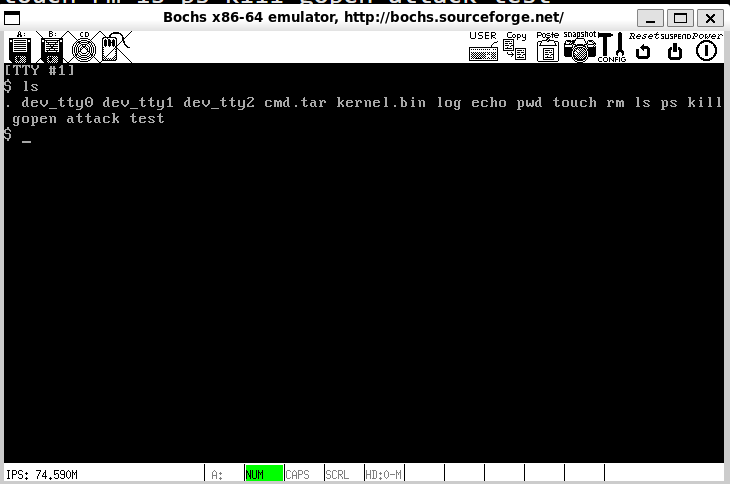 touch rm ls ps kill gopen attack test
Bochs x86-64 emulator, http://bochs.sourceforge.net/
A: B: CD USER Copy Paste snapshot CONFIG Reset SUSPEND Power
[TTY #1]
$ ls
. dev_tty0 dev_tty1 dev_tty2 cmd.tar kernel.bin log echo pwd touch rm ls ps kill
gopen attack test
$ _
IPS: 74.590M A: NUM CAPS SCRL HD:0-M